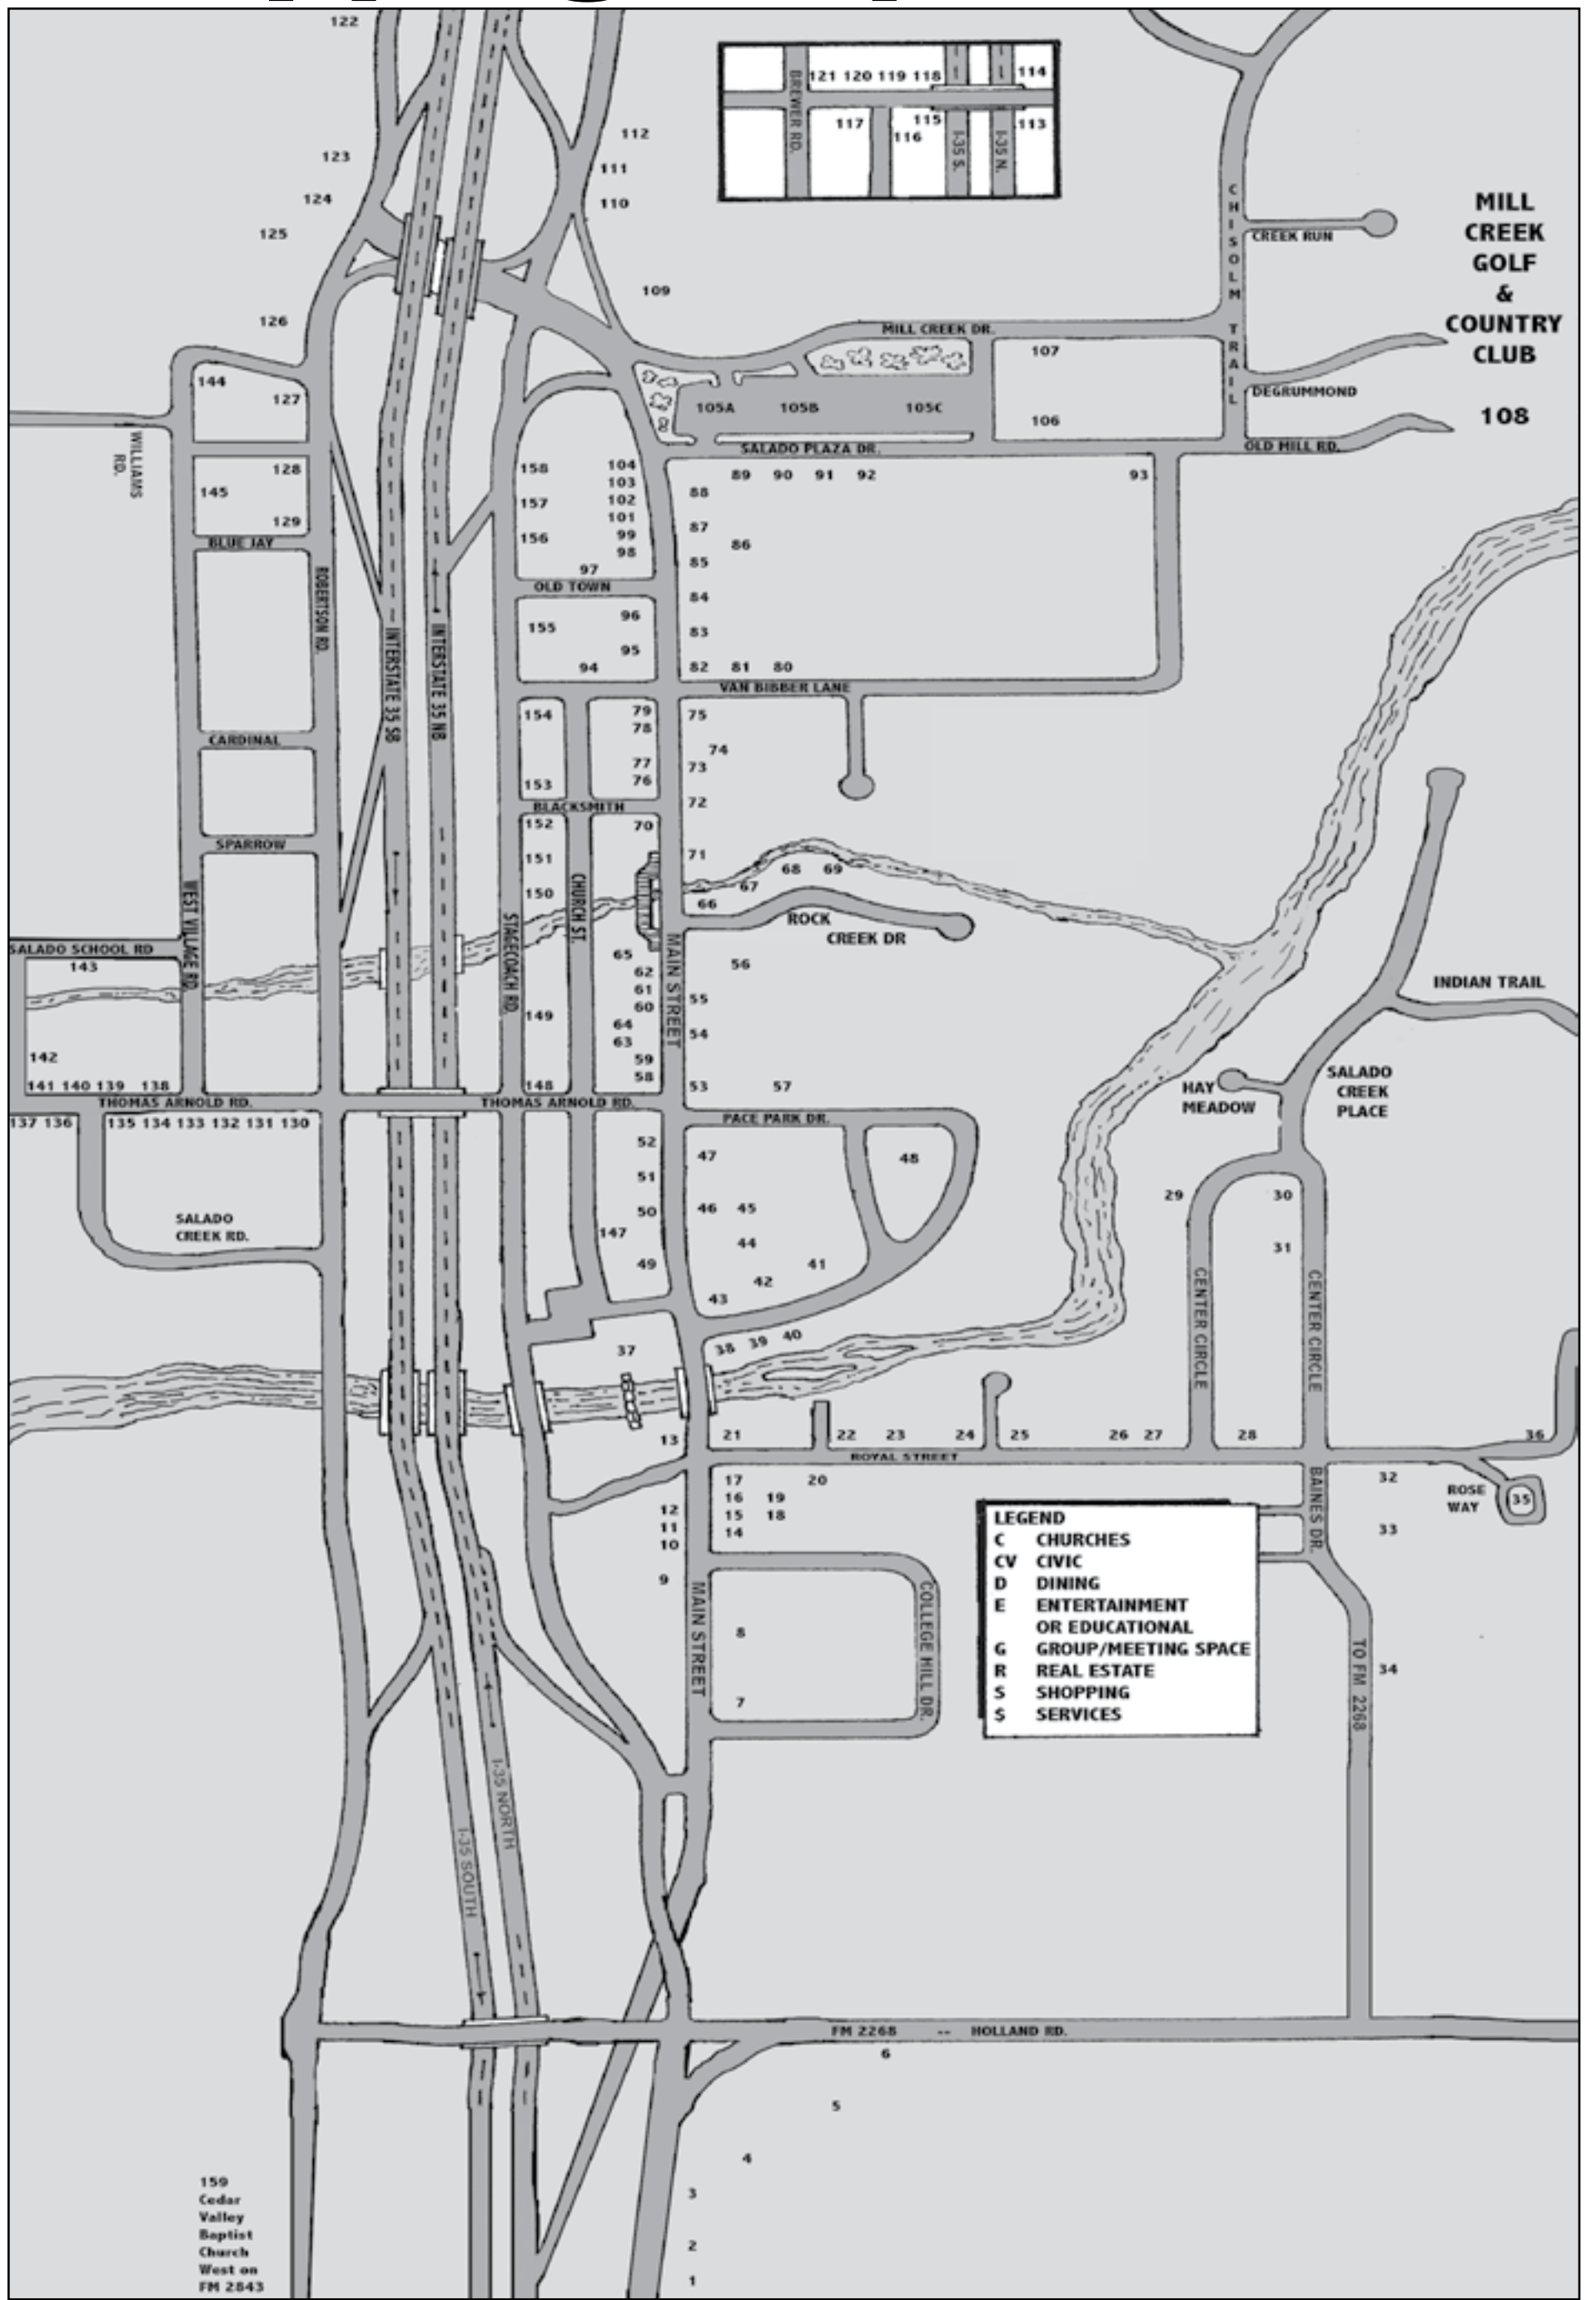 122
BREWER RD.
121 120 119 118
114
117
115
116
113
I-35 S.
I-35 N.
112
123
111
124
110
125
109
126
CHISOLM TRAIL
CREEK RUN
MILL
CREEK
GOLF
&
COUNTRY
CLUB
108
MILL CREEK DR.
107
106
DEGRUMMOND
OLD MILL RD.
105A
105B
105C
SALADO PLAZA DR.
144
127
WILLIAMS
RD.
128
145
129
BLUE JAY
ROBERTSON RD.
INTERSTATE 35 SB
INTERSTATE 35 NB
158
157
156
104
103
102
101
99
98
97
OLD TOWN
89 90 91 92
93
88
87
86
85
84
83
82 81 80
96
155
95
94
VAN BIBBER LANE
CARDINAL
SPARROW
154
153
79
78
77
76
75
74
73
72
BLACKSMITH
152
151
150
70
71
68 69
67
66
ROCK
CREEK DR
CHURCH ST.
STAGECOACH RD.
WEST VILLAGE RD.
MAIN STREET
SALADO SCHOOL RD
143
142
141 140 139 138
65
62
61
60
64
63
59
58
149
148
56
55
54
53
57
THOMAS ARNOLD RD.
THOMAS ARNOLD RD.
PACE PARK DR.
137 136
135 134 133 132 131 130
SALADO
CREEK RD.
52
51
50
147
49
47
48
46 45
44
41
42
43
INDIAN TRAIL
SALADO
CREEK
PLACE
HAY
MEADOW
29
30
31
CENTER CIRCLE
CENTER CIRCLE
37
38 39 40
13
21
22 23 24 25
26 27
28
36
ROYAL STREET
17
16
15
14
20
19
18
12
11
10
9
BAINES DR.
32
ROSE
WAY
35
33
34
TO FM 2268
MAIN STREET
8
7
COLLEGE HILL DR.
LEGEND
C CHURCHES
CV CIVIC
D DINING
E ENTERTAINMENT
OR EDUCATIONAL
G GROUP/MEETING SPACE
R REAL ESTATE
S SHOPPING
$ SERVICES
I-35 NORTH
I-35 SOUTH
FM 2268 -- HOLLAND RD.
6
5
4
3
2
1
159
Cedar
Valley
Baptist
Church
West on
FM 2843